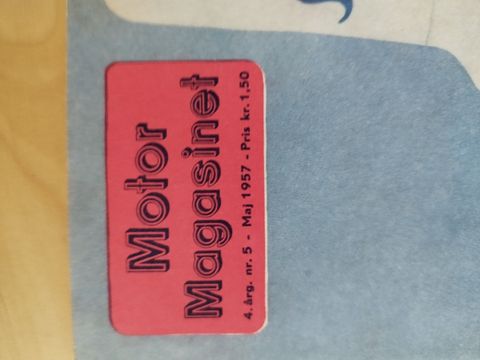 Motor
Magasinet
4. årg. nr. 5 - Maj 1957 - Pris kr. 1,50